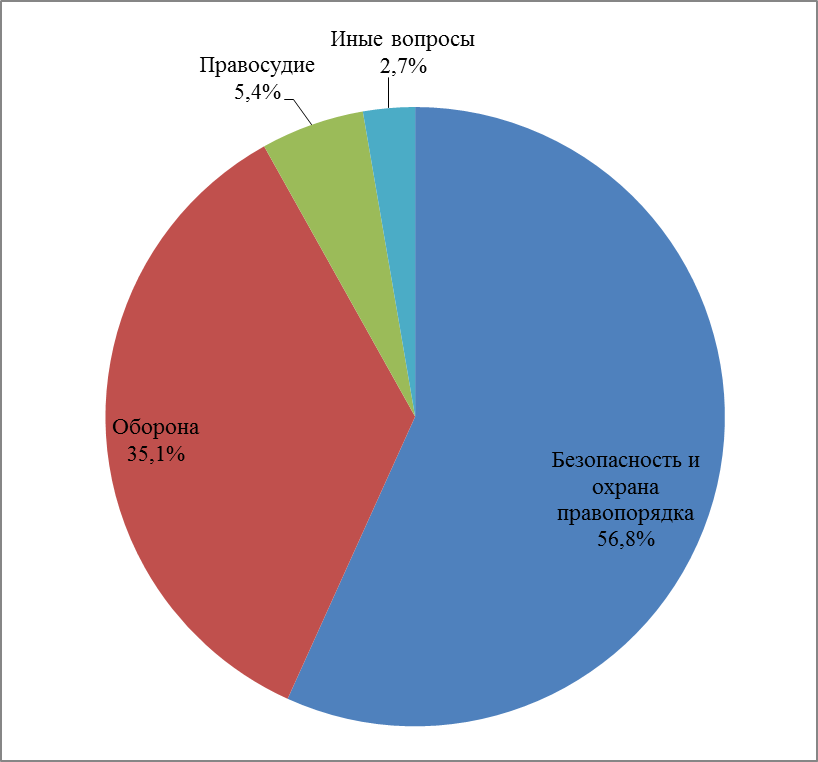 Иные вопросы
2,7%
Правосудие
5,4%
Оборона
35,1%
Безопасность и
охрана
правопорядка
56,8%